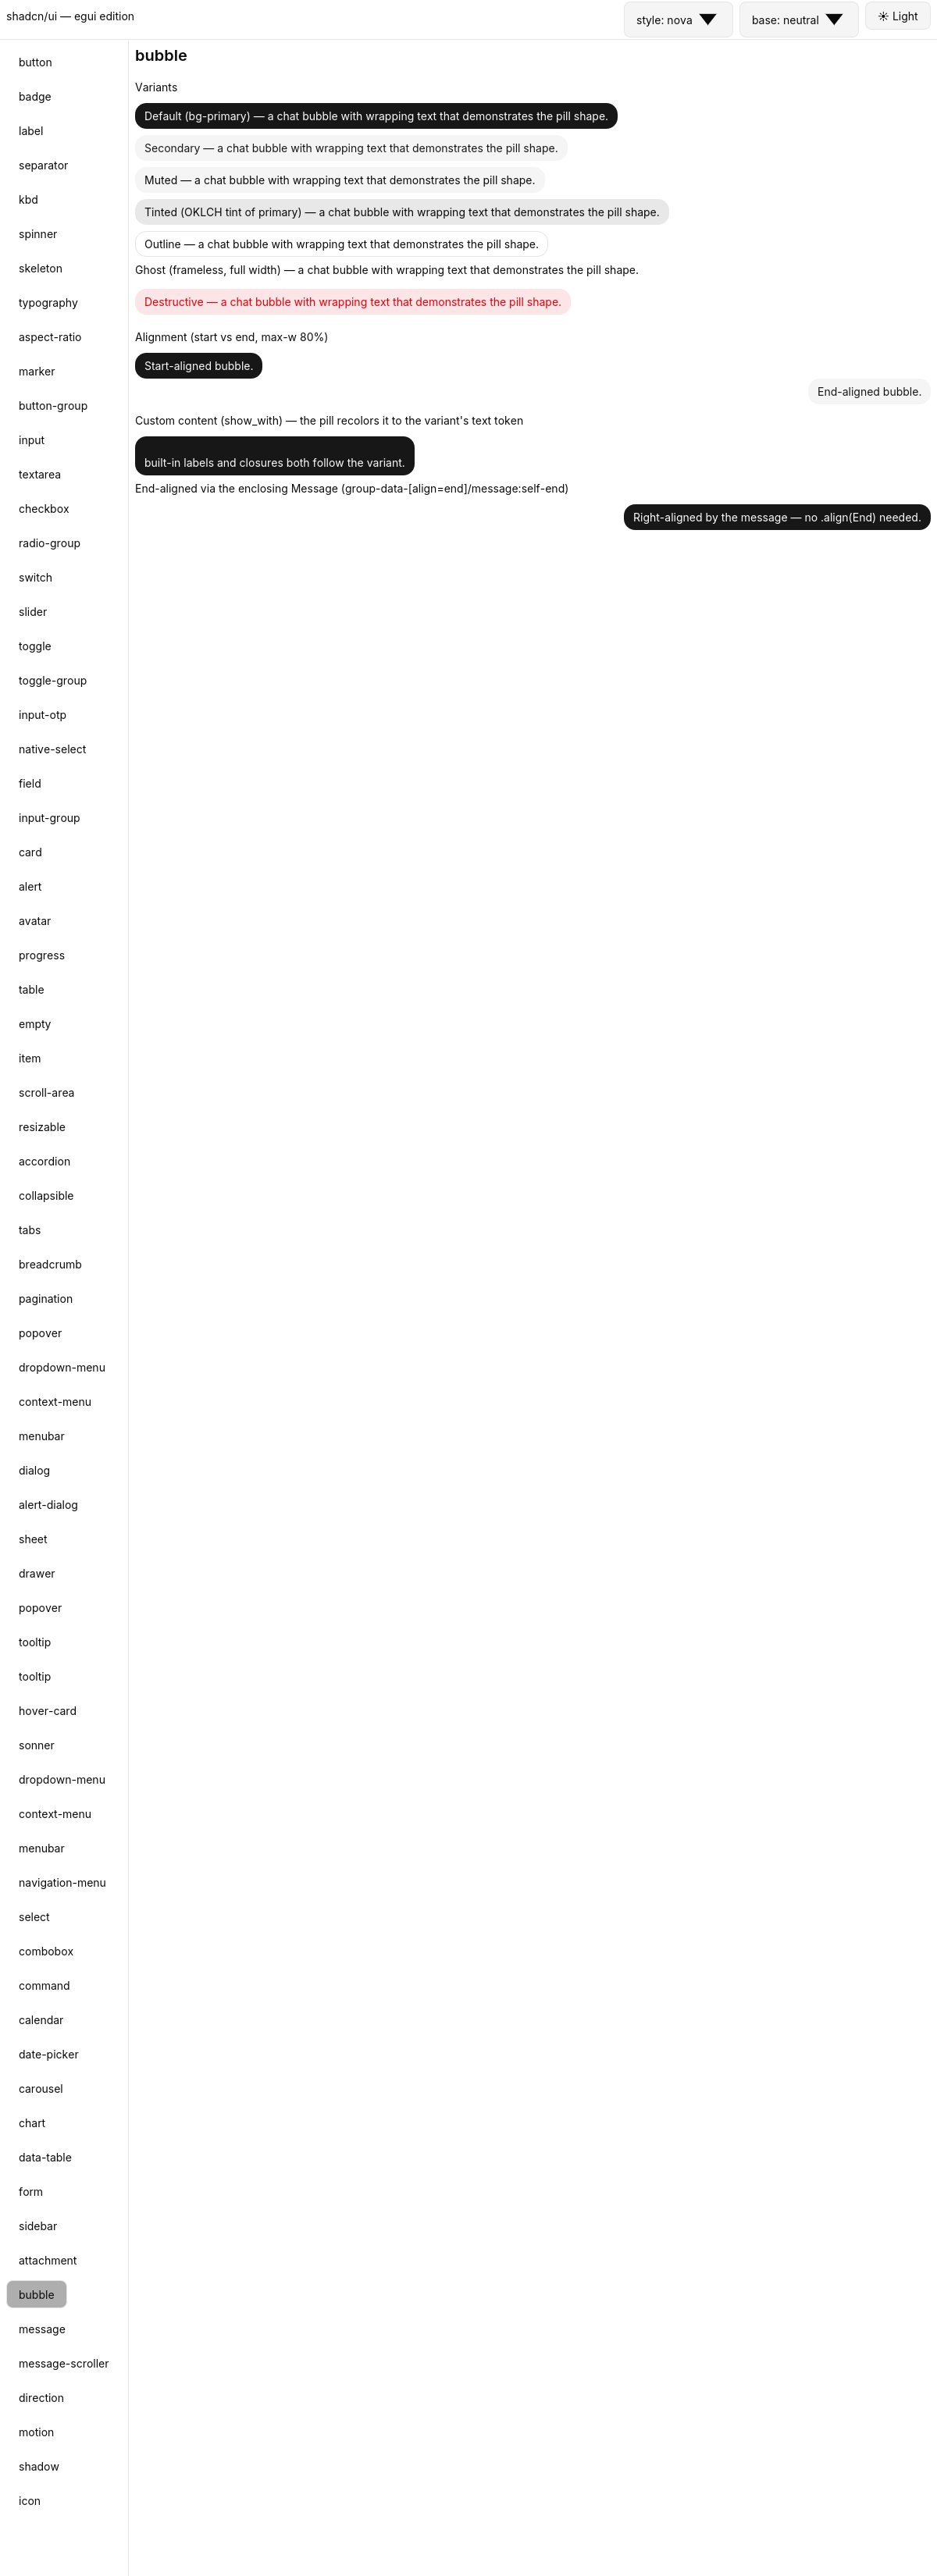 shadcn/ui — egui edition
style: nova
base: neutral
☀ Light
button
badge
label
separator
kbd
spinner
skeleton
typography
aspect-ratio
marker
button-group
input
textarea
checkbox
radio-group
switch
slider
toggle
toggle-group
input-otp
native-select
field
input-group
card
alert
avatar
progress
table
empty
item
scroll-area
resizable
accordion
collapsible
tabs
breadcrumb
pagination
popover
dropdown-menu
context-menu
menubar
dialog
alert-dialog
sheet
drawer
popover
tooltip
tooltip
hover-card
sonner
dropdown-menu
context-menu
menubar
navigation-menu
select
combobox
command
calendar
date-picker
carousel
chart
data-table
form
sidebar
attachment
bubble
message
message-scroller
direction
motion
shadow
icon
bubble
Variants
Default (bg-primary) — a chat bubble with wrapping text that demonstrates the pill shape.
Secondary — a chat bubble with wrapping text that demonstrates the pill shape.
Muted — a chat bubble with wrapping text that demonstrates the pill shape.
Tinted (OKLCH tint of primary) — a chat bubble with wrapping text that demonstrates the pill shape.
Outline — a chat bubble with wrapping text that demonstrates the pill shape.
Ghost (frameless, full width) — a chat bubble with wrapping text that demonstrates the pill shape.
Destructive — a chat bubble with wrapping text that demonstrates the pill shape.
Alignment (start vs end, max-w 80%)
Start-aligned bubble.
End-aligned bubble.
Custom content (show_with) — the pill recolors it to the variant's text token
built-in labels and closures both follow the variant.
End-aligned via the enclosing Message (group-data-[align=end]/message:self-end)
Right-aligned by the message — no .align(End) needed.